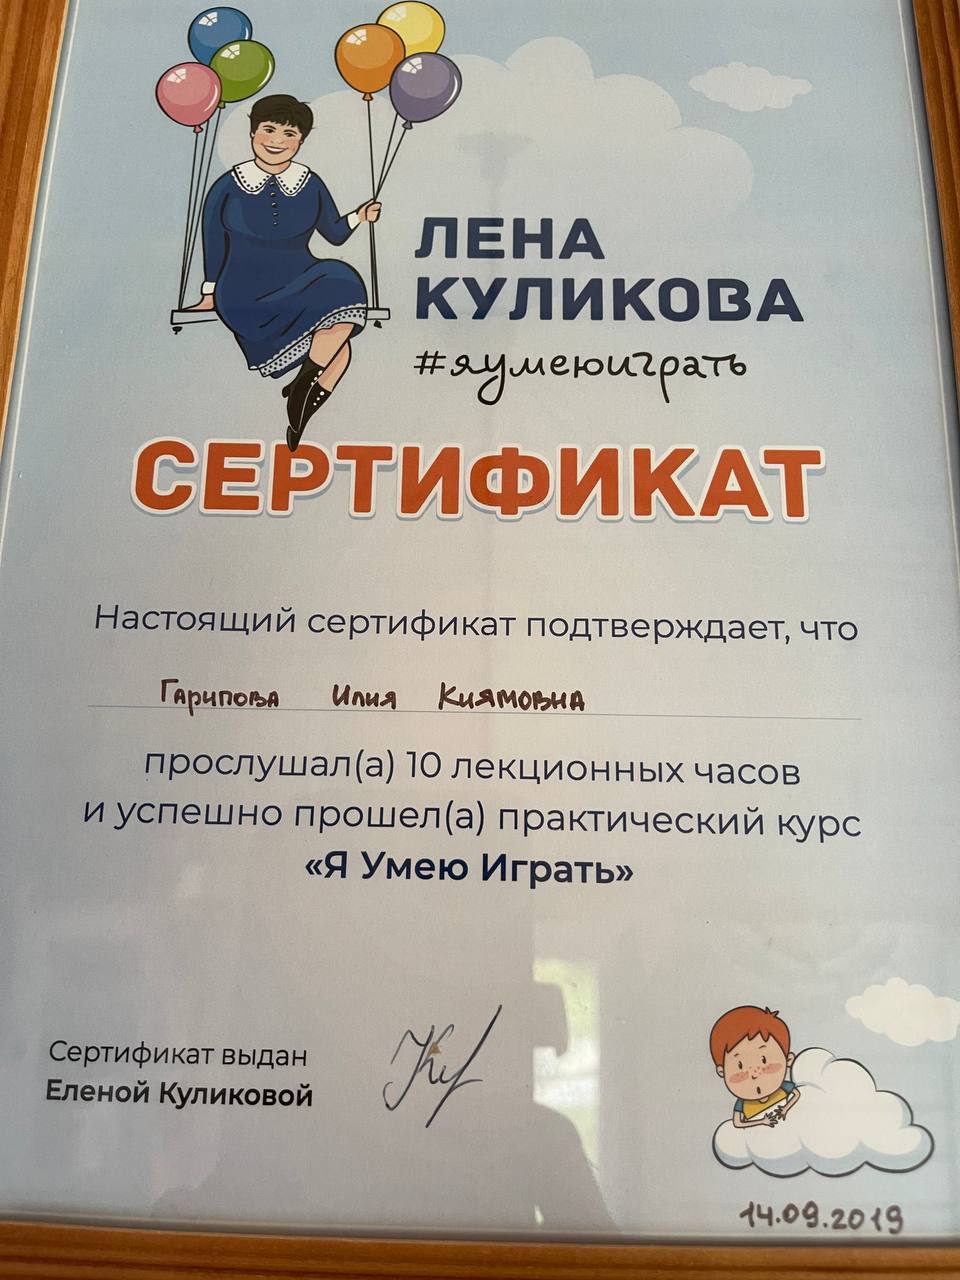 ЛЕНА
КУЛИКОВА
#яумеюиграть
СЕРТИФИКАТ
Настоящий сертификат подтверждает, что
Гарипова Илия Киямовна
прослушал(а) 10 лекционных часов
и успешно прошел(а) практический курс
«Я Умею Играть»
Сертификат выдан
Еленой Куликовой
14.09.2019